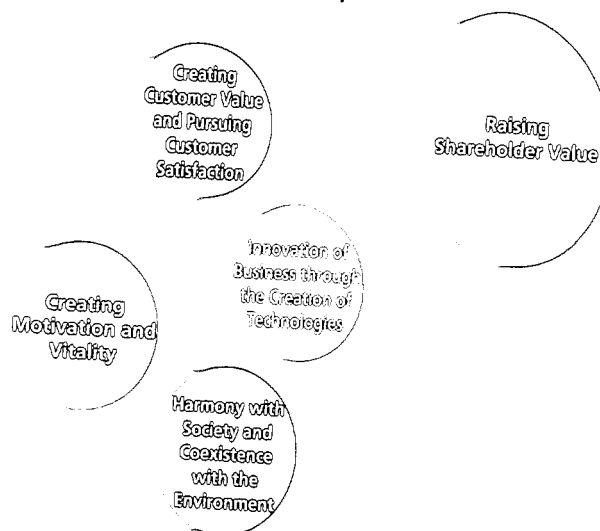 Creating
Customer Value
and Pursuing
Customer
Satisfaction
Raising
Shareholder Value
Innovation of
Business through
the Creation of
Technologies
Creating
Motivation and
Vitality
Harmony with
Society and
Coexistence
with the
Environment